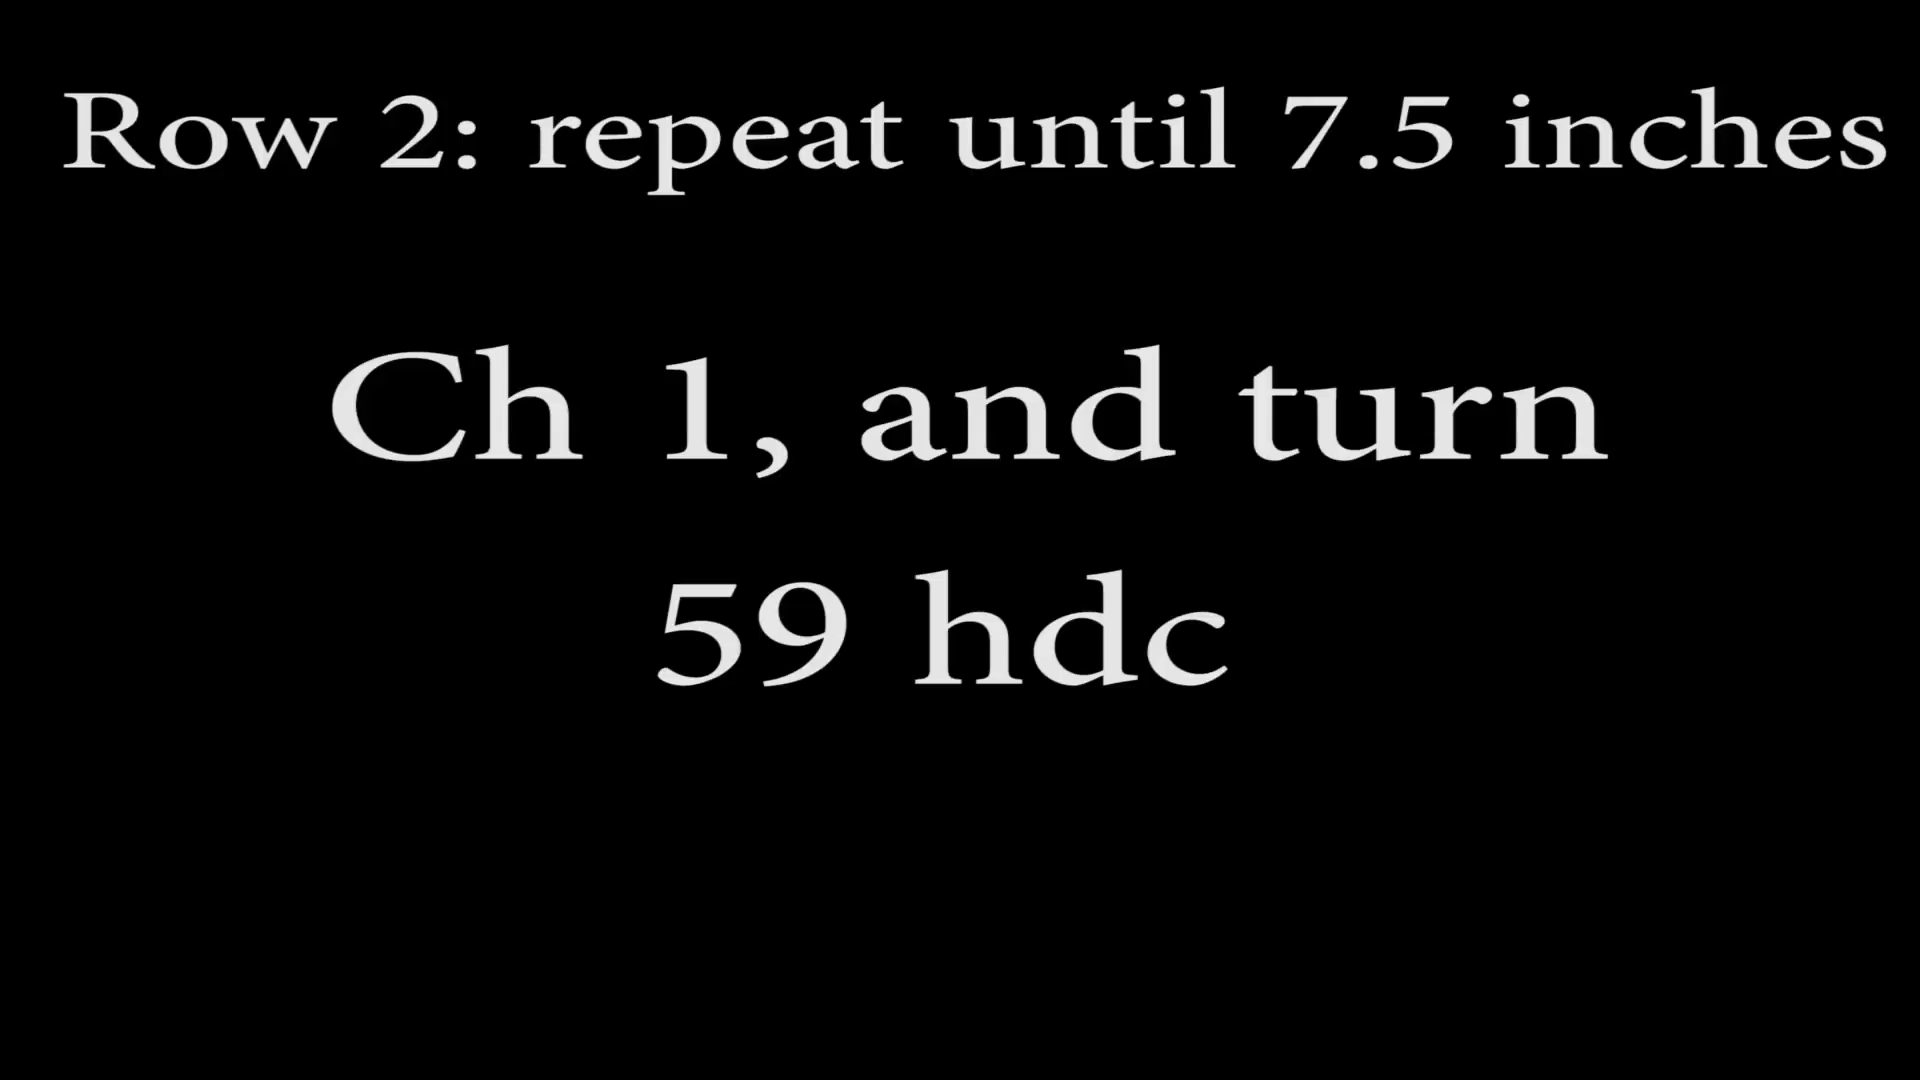 Row 2: repeat until 7.5 inches
Ch 1, and turn
59 hdc